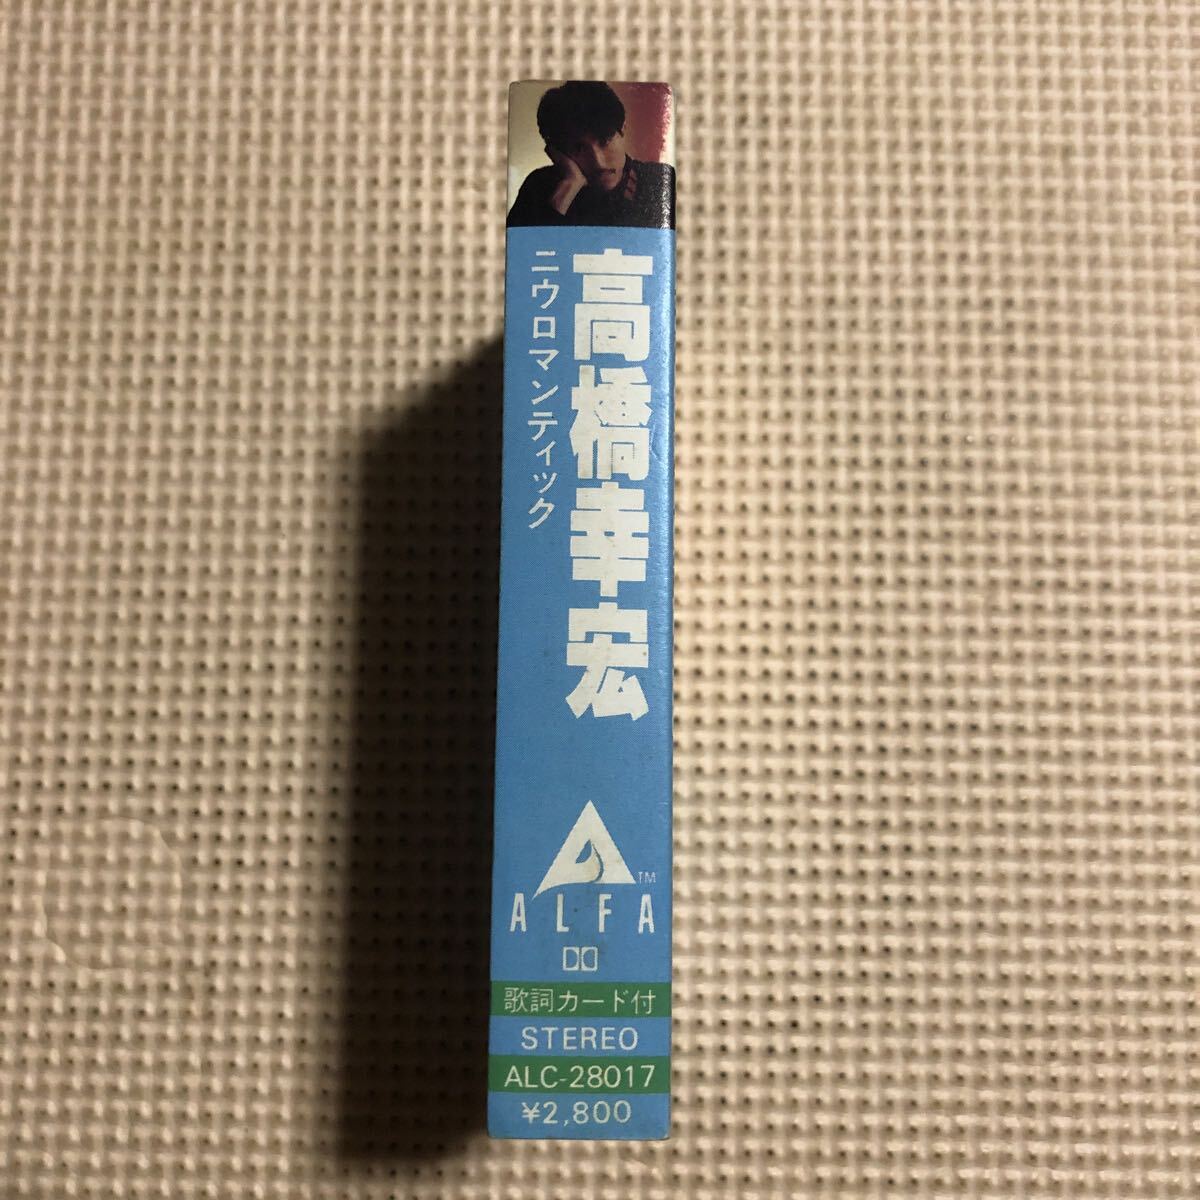 高橋幸宏
ニウロマンティック
TM
ALFA
歌詞カード付
STEREO
ALC-28017
¥2,800